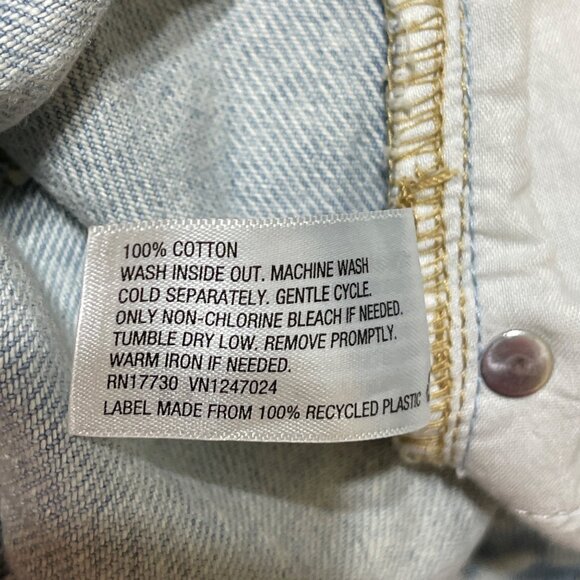 100% COTTON
WASH INSIDE OUT. MACHINE WASH
COLD SEPARATELY. GENTLE CYCLE.
ONLY NON-CHLORINE BLEACH IF NEEDED.
TUMBLE DRY LOW. REMOVE PROMPTLY.
WARM IRON IF NEEDED.
RN17730 VN1247024
LABEL MADE FROM 100% RECYCLED PLASTIC